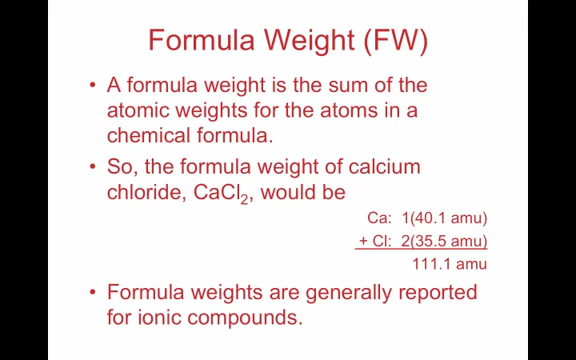 Formula Weight (FW)
• A formula weight is the sum of the
atomic weights for the atoms in a
chemical formula.
• So, the formula weight of calcium
chloride, CaCl₂, would be
Ca: 1(40.1 amu)
+ Cl: 2(35.5 amu)
111.1 amu
• Formula weights are generally reported
for ionic compounds.